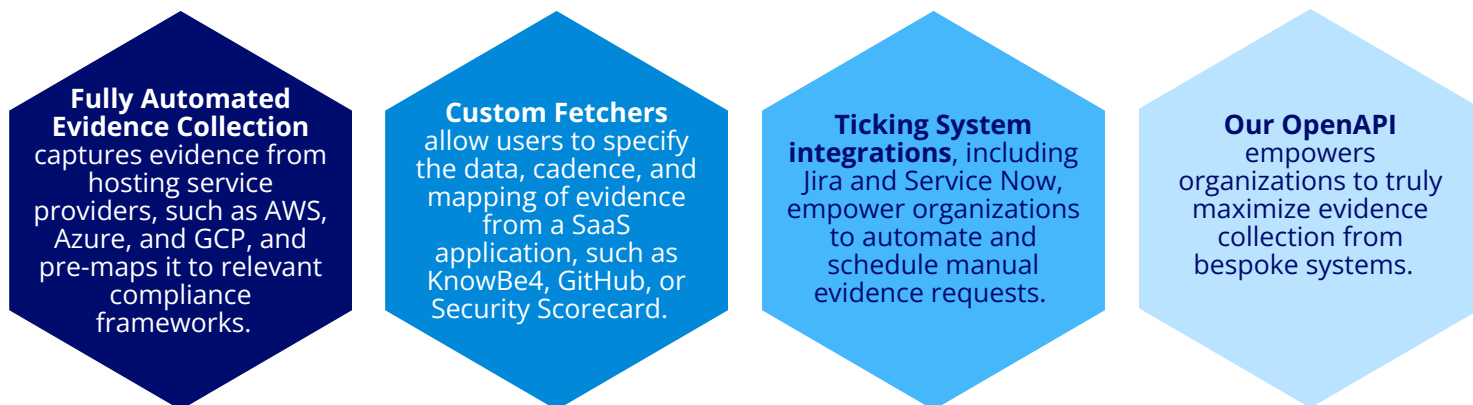 Fully Automated
Evidence Collection
captures evidence from
hosting service
providers, such as AWS,
Azure, and GCP, and
pre-maps it to relevant
compliance
frameworks.
Custom Fetchers
allow users to specify
the data, cadence, and
mapping of evidence
from a SaaS
application, such as
KnowBe4, GitHub, or
Security Scorecard.
Ticking System
integrations, including
Jira and Service Now,
empower organizations
to automate and
schedule manual
evidence requests.
Our OpenAPI
empowers
organizations to truly
maximize evidence
collection from
bespoke systems.